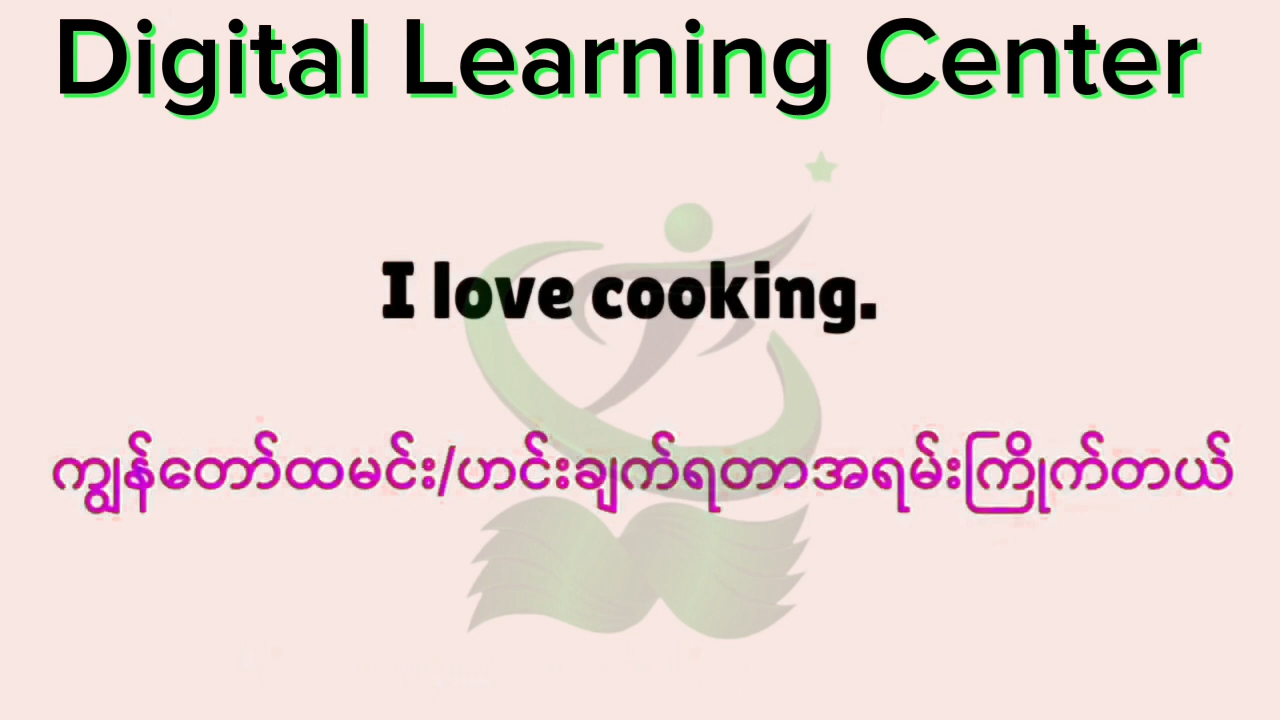 Digital Learning Center
I love cooking.
ကျွန်တော်ထမင်း/ဟင်းချက်ရတာအရမ်းကြိုက်တယ်